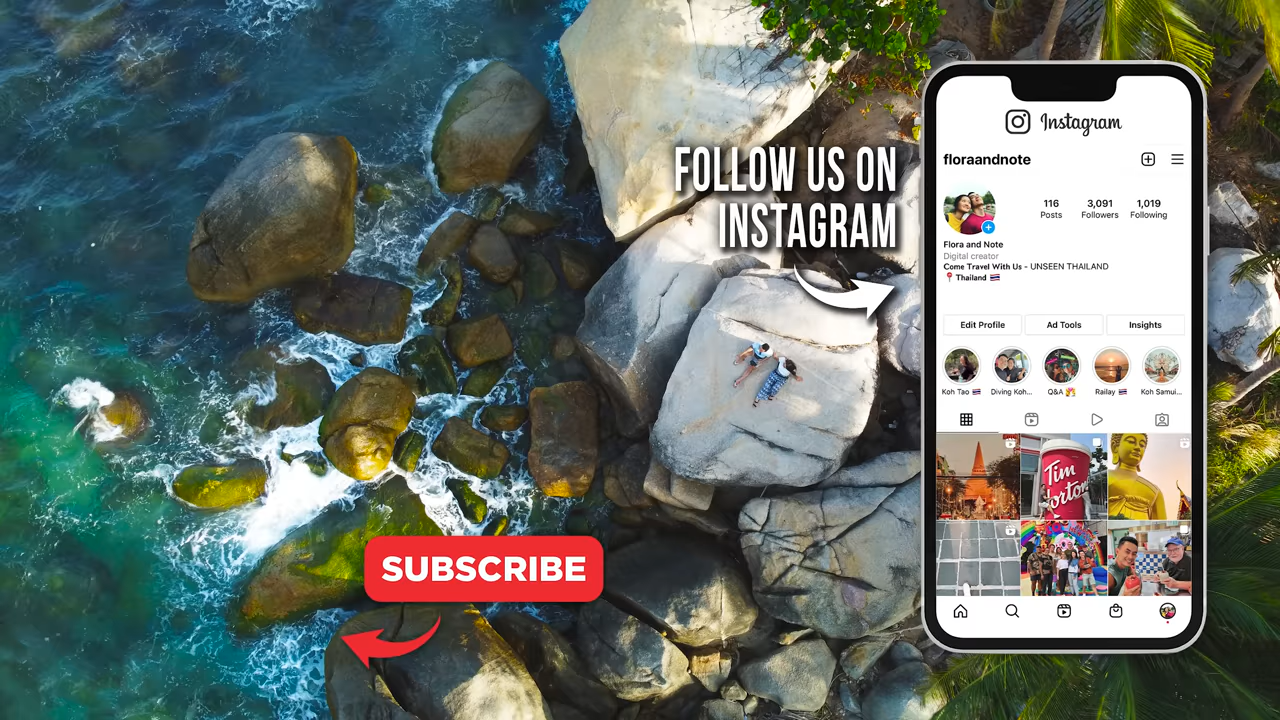 FOLLOW US ON
INSTAGRAM
SUBSCRIBE
Instagram
floraandnote
116
Posts
3,091
Followers
1,019
Following
Flora and Note
Digital creator
Come Travel With Us - UNSEEN THAILAND
Thailand
Edit Profile
Ad Tools
Insights
Koh Tao
Diving Koh...
Q&A
Railay
Koh Samui...
Tim
Horton